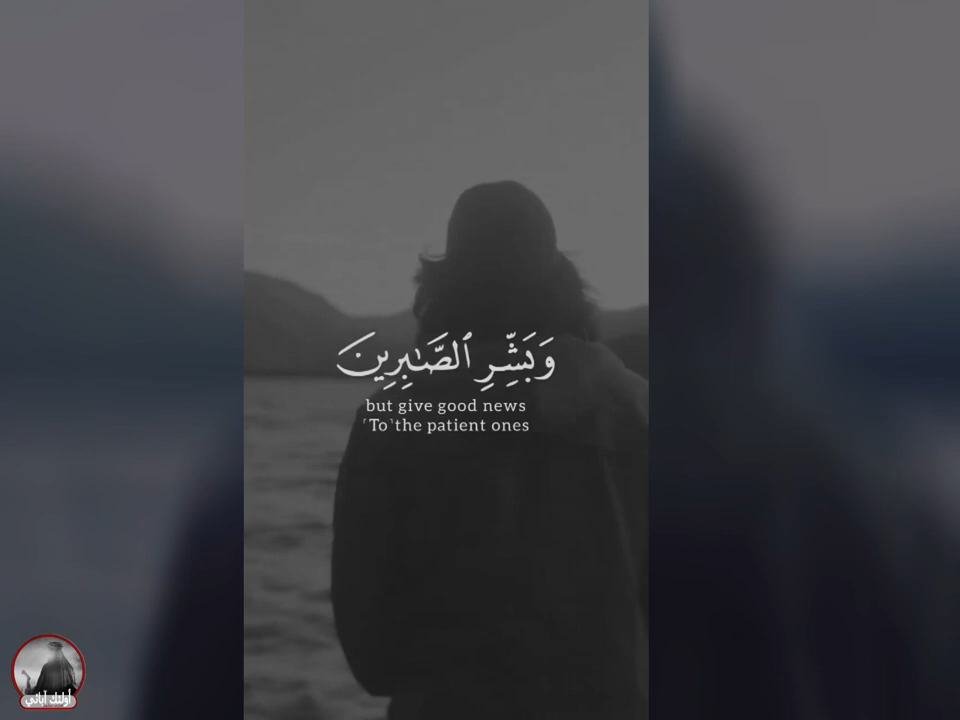 وَبَشِّرِ ٱلصَّـٰبِرِينَ
but give good news
⸢To⸣ the patient ones
أولئك آبائي